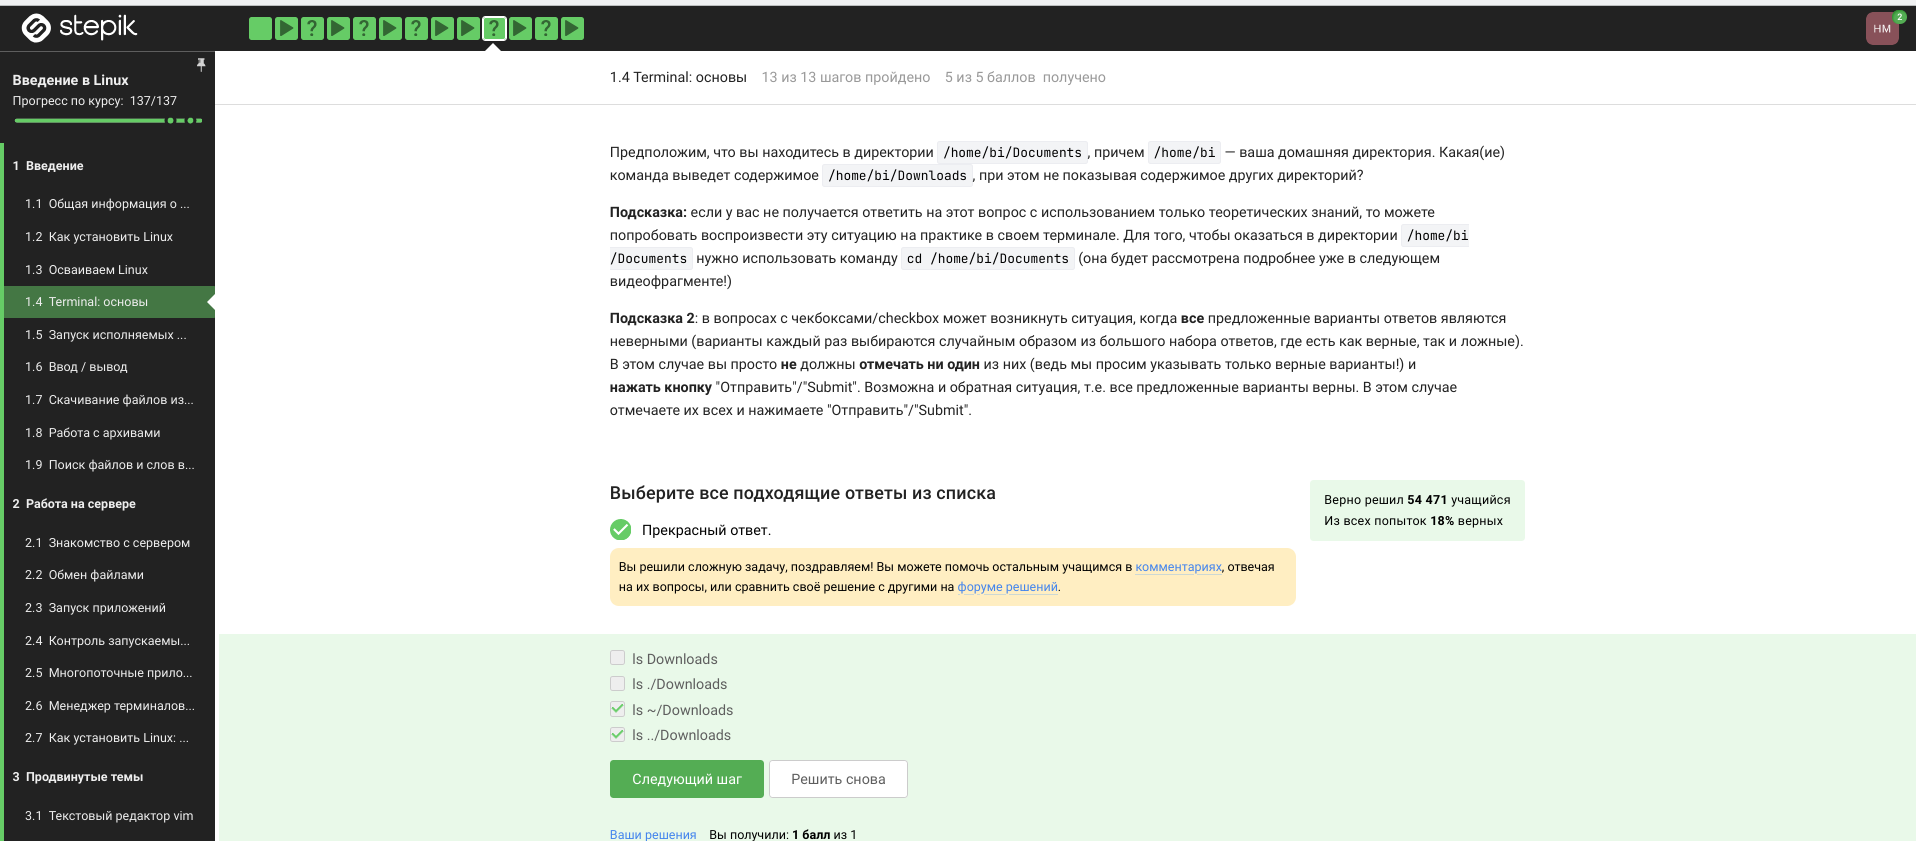 stepik
? ? ? ? ?
НМ
2
Введение в Linux
Прогресс по курсу: 137/137
1 Введение
1.1 Общая информация о ...
1.2 Как установить Linux
1.3 Осваиваем Linux
1.4 Terminal: основы
1.5 Запуск исполняемых ...
1.6 Ввод / вывод
1.7 Скачивание файлов из...
1.8 Работа с архивами
1.9 Поиск файлов и слов в...
2 Работа на сервере
2.1 Знакомство с сервером
2.2 Обмен файлами
2.3 Запуск приложений
2.4 Контроль запускаемы...
2.5 Многопоточные прило...
2.6 Менеджер терминалов...
2.7 Как установить Linux: ...
3 Продвинутые темы
3.1 Текстовый редактор vim
1.4 Terminal: основы 13 из 13 шагов пройдено 5 из 5 баллов получено
Предположим, что вы находитесь в директории /home/bi/Documents, причем /home/bi — ваша домашняя директория. Какая(ие)
команда выведет содержимое /home/bi/Downloads, при этом не показывая содержимое других директорий?
Подсказка: если у вас не получается ответить на этот вопрос с использованием только теоретических знаний, то можете
попробовать воспроизвести эту ситуацию на практике в своем терминале. Для того, чтобы оказаться в директории /home/bi
/Documents нужно использовать команду cd /home/bi/Documents (она будет рассмотрена подробнее уже в следующем
видеофрагменте!)
Подсказка 2: в вопросах с чекбоксами/checkbox может возникнуть ситуация, когда все предложенные варианты ответов являются
неверными (варианты каждый раз выбираются случайным образом из большого набора ответов, где есть как верные, так и ложные).
В этом случае вы просто не должны отмечать ни один из них (ведь мы просим указывать только верные варианты!) и
нажать кнопку "Отправить"/"Submit". Возможна и обратная ситуация, т.е. все предложенные варианты верны. В этом случае
отмечаете их всех и нажимаете "Отправить"/"Submit".
Выберите все подходящие ответы из списка
Прекрасный ответ.
Верно решил 54 471 учащийся
Из всех попыток 18% верных
Вы решили сложную задачу, поздравляем! Вы можете помочь остальным учащимся в комментариях, отвечая
на их вопросы, или сравнить своё решение с другими на форуме решений.
ls Downloads
ls ./Downloads
ls ~/Downloads
ls ../Downloads
Следующий шаг Решить снова
Ваши решения Вы получили: 1 балл из 1